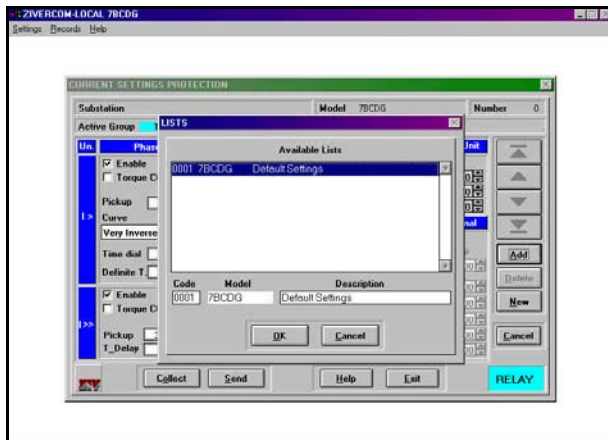 ZIVERCOM-LOCAL 7BCDG
Settings Records Help
CURRENT SETTINGS PROTECTION
Substation Model 7BCDG Number 0
Active Group
LISTS
Un. Phas Unit
Available Lists
0001 7BCDG Default Settings
Enable
Torque C
Pickup
I >
Curve
Very Inverse
Time dial
Definite T.
Add
Delete
New
Cancel
Code Model Description
0001 7BCDG Default Settings
Enable
Torque C
OK Cancel
I>>
Pickup
T_Delay
Collect Send Help Exit RELAY